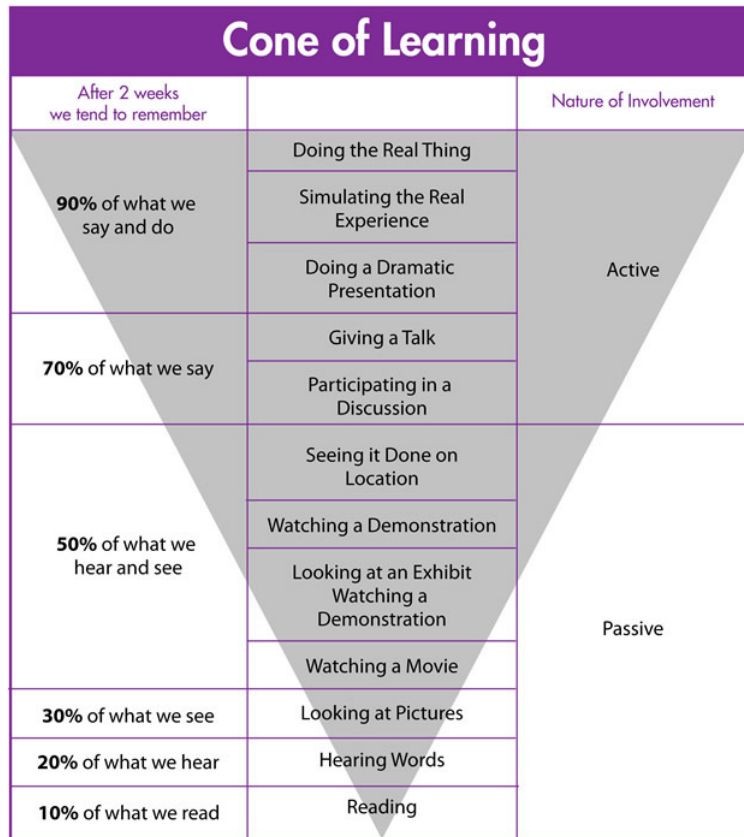 Cone of Learning
After 2 weeks
we tend to remember
Nature of Involvement
90% of what we
say and do
Doing the Real Thing
Simulating the Real
Experience
Doing a Dramatic
Presentation
Active
70% of what we say
Giving a Talk
Participating in a
Discussion
50% of what we
hear and see
Seeing it Done on
Location
Watching a Demonstration
Looking at an Exhibit
Watching a
Demonstration
Watching a Movie
Passive
30% of what we see
Looking at Pictures
20% of what we hear
Hearing Words
10% of what we read
Reading